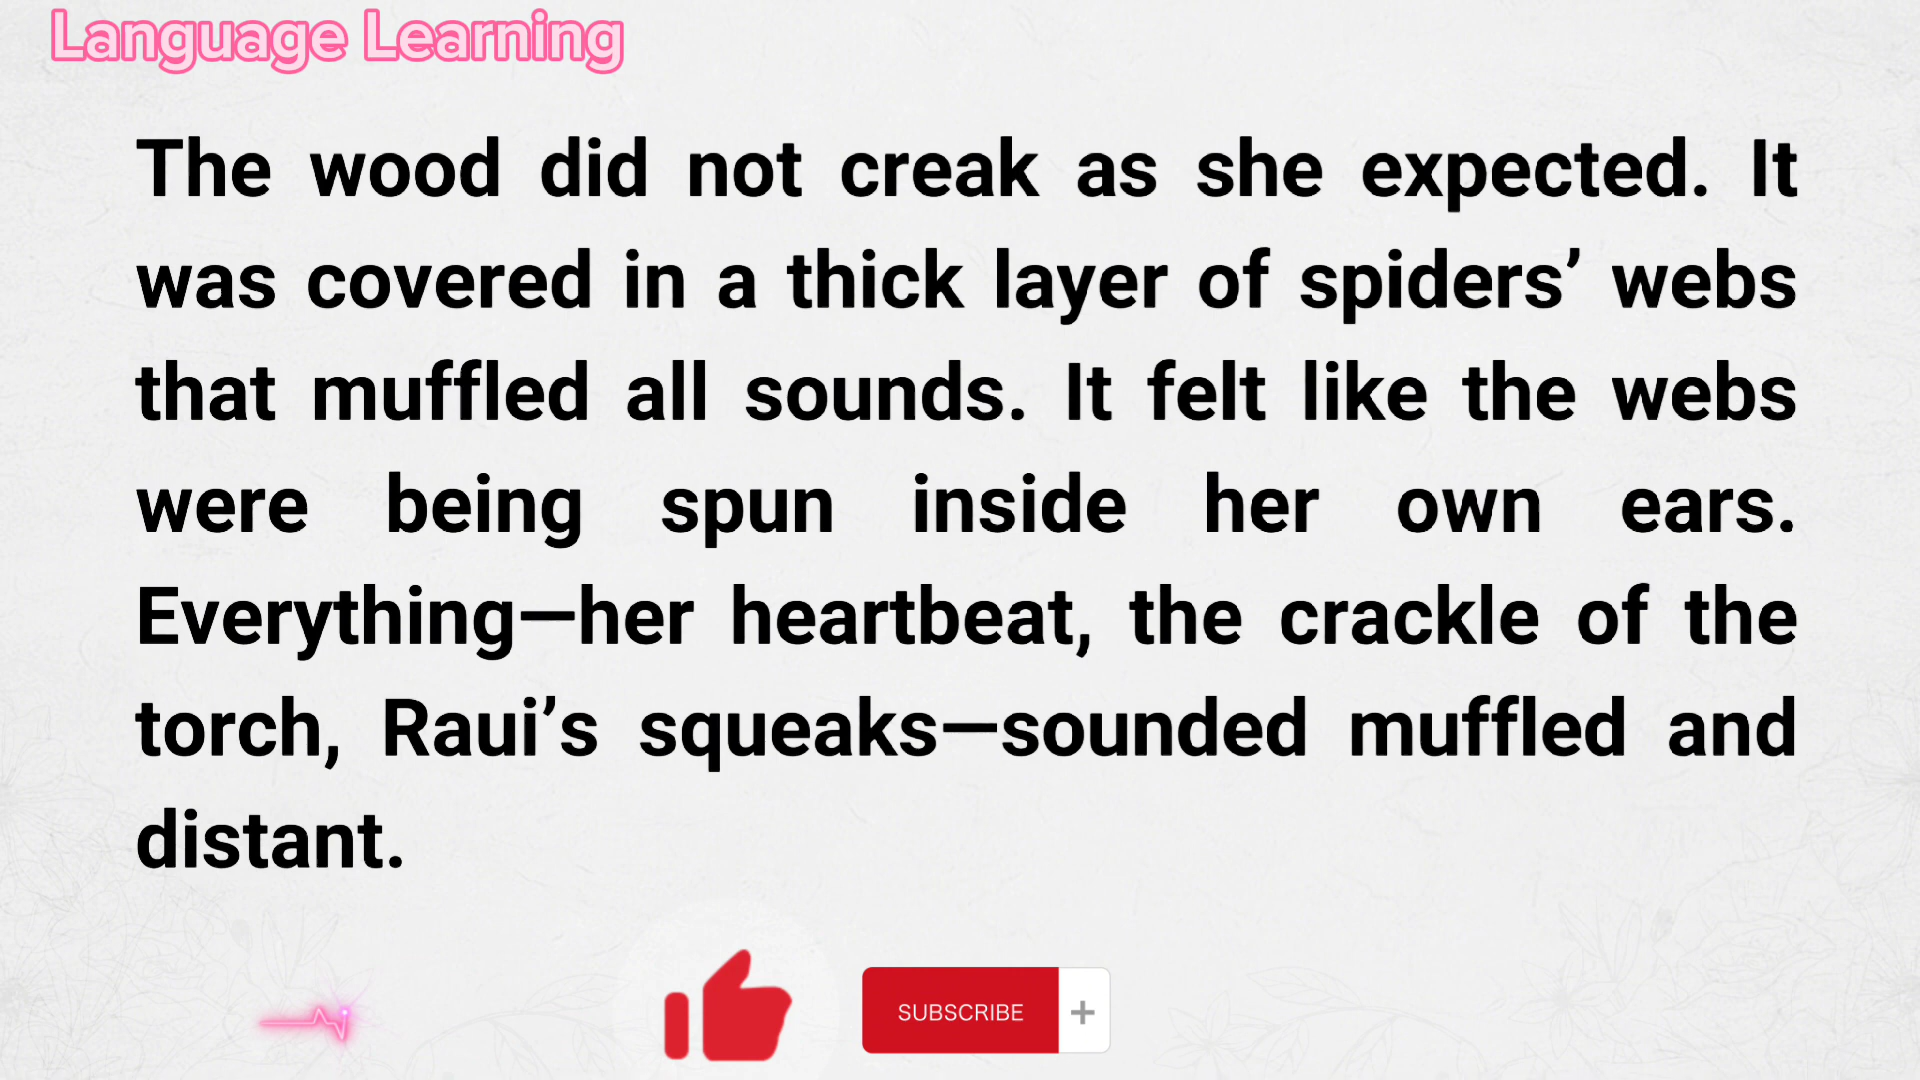 Language Learning
The wood did not creak as she expected. It
was covered in a thick layer of spiders’ webs
that muffled all sounds. It felt like the webs
were being spun inside her own ears.
Everything—her heartbeat, the crackle of the
torch, Raui’s squeaks—sounded muffled and
distant.
SUBSCRIBE +